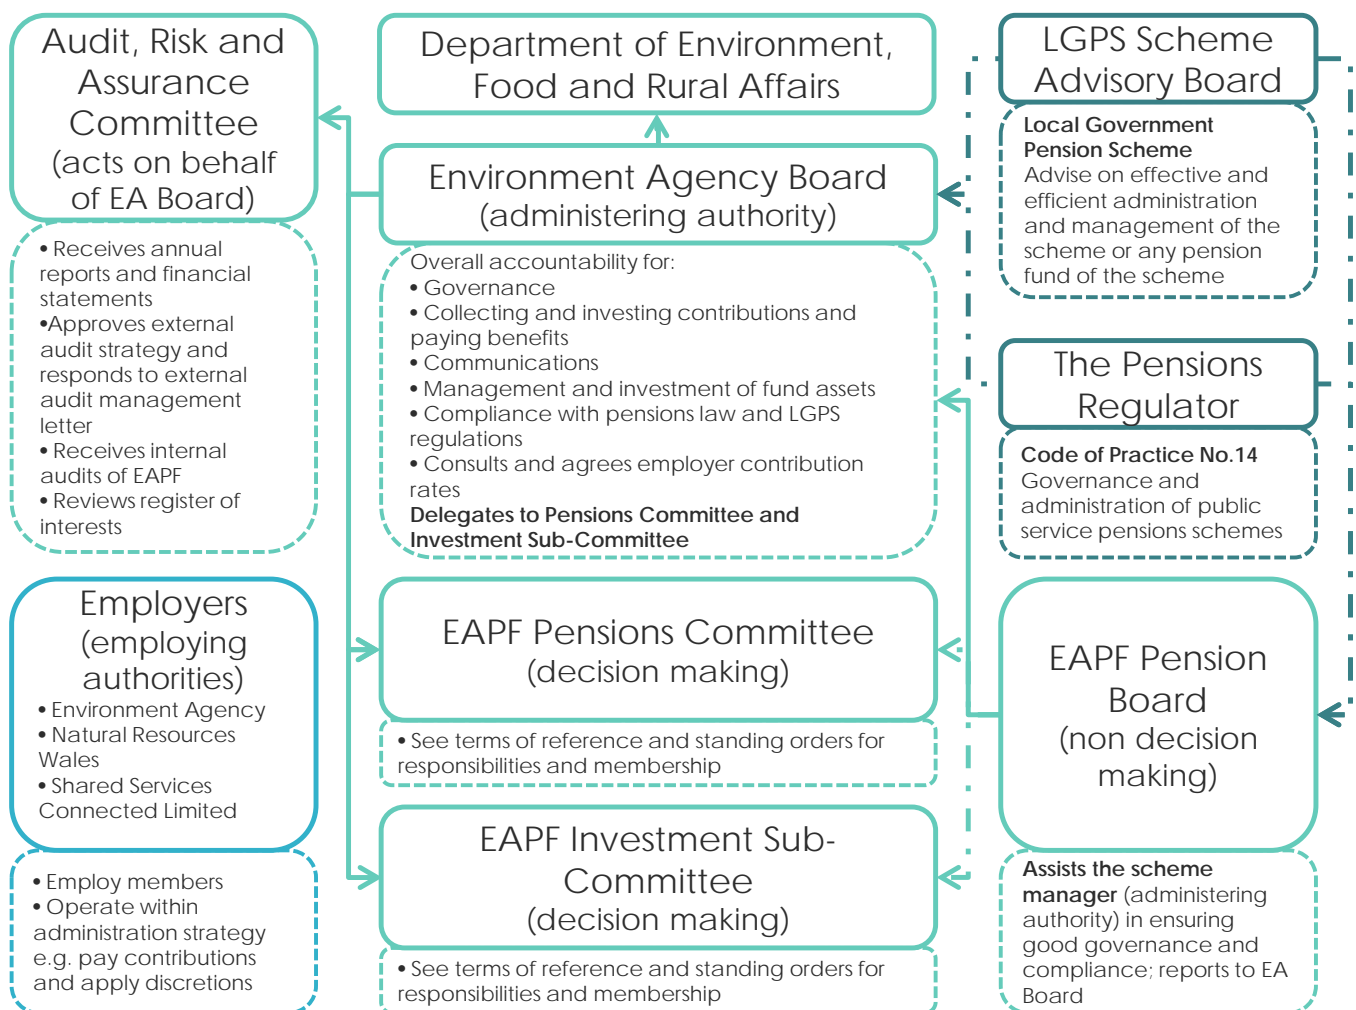 Audit, Risk and
Assurance
Committee
(acts on behalf
of EA Board)
• Receives annual
reports and financial
statements
•Approves external
audit strategy and
responds to external
audit management
letter
• Receives internal
audits of EAPF
• Reviews register of
interests
Employers
(employing
authorities)
• Environment Agency
• Natural Resources
Wales
• Shared Services
Connected Limited
• Employ members
• Operate within
administration strategy
e.g. pay contributions
and apply discretions
Department of Environment,
Food and Rural Affairs
Environment Agency Board
(administering authority)
Overall accountability for:
• Governance
• Collecting and investing contributions and
paying benefits
• Communications
• Management and investment of fund assets
• Compliance with pensions law and LGPS
regulations
• Consults and agrees employer contribution
rates
Delegates to Pensions Committee and
Investment Sub-Committee
EAPF Pensions Committee
(decision making)
• See terms of reference and standing orders for
responsibilities and membership
EAPF Investment Sub-
Committee
(decision making)
• See terms of reference and standing orders for
responsibilities and membership
LGPS Scheme
Advisory Board
Local Government
Pension Scheme
Advise on effective and
efficient administration
and management of the
scheme or any pension
fund of the scheme
The Pensions
Regulator
Code of Practice No.14
Governance and
administration of public
service pensions schemes
EAPF Pension
Board
(non decision
making)
Assists the scheme
manager (administering
authority) in ensuring
good governance and
compliance; reports to EA
Board